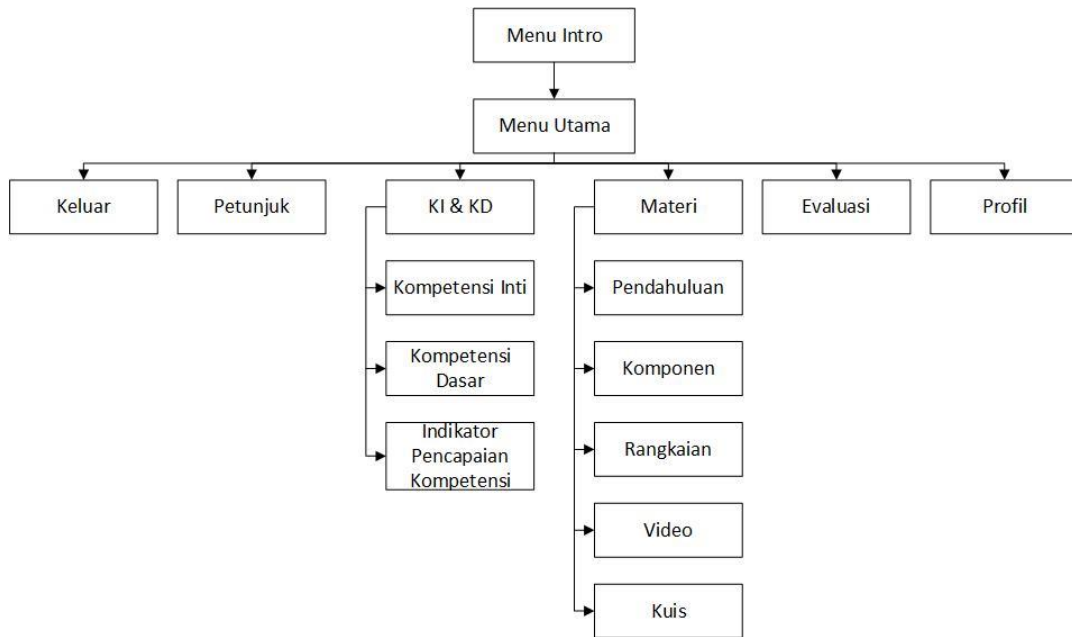 Menu Intro
Menu Utama
Keluar
Petunjuk
KI & KD
Materi
Evaluasi
Profil
Kompetensi Inti
Kompetensi
Dasar
Indikator
Pencapaian
Kompetensi
Pendahuluan
Komponen
Rangkaian
Video
Kuis